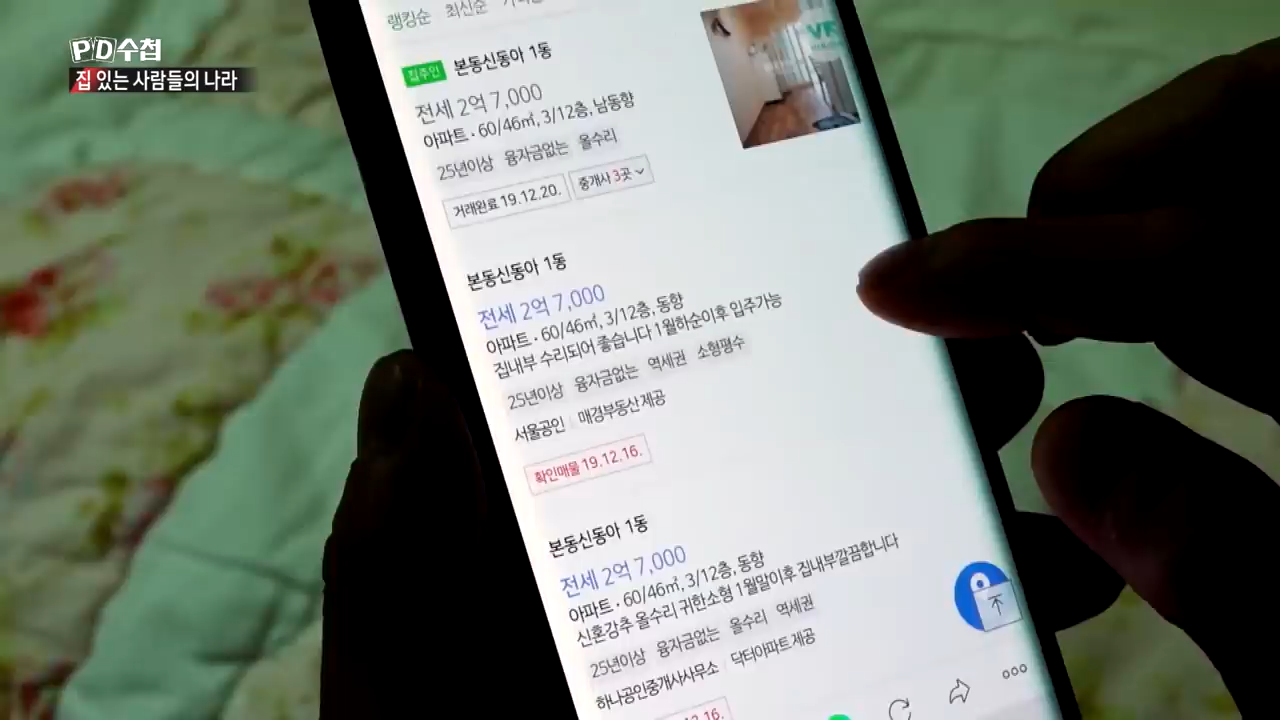 PD수첩
집 있는 사람들의 나라
랭킹순 최신순
집주인 본동신동아 1동
전세 2억 7,000
아파트 · 60/46㎡, 3/12층, 남동향
25년이상 융자금없는 올수리
거래완료 19.12.20. 중개사 3곳
VR
본동신동아 1동
전세 2억 7,000
아파트 · 60/46㎡, 3/12층, 동향
집내부 수리되어 좋습니다 1월하순이후 입주가능
25년이상 융자금없는 역세권 소형평수
서울공인 매경부동산 제공
확인매물 19.12.16.
본동신동아 1동
전세 2억 7,000
아파트 · 60/46㎡, 3/12층, 동향
신혼강추 올수리 귀한소형 1월말이후 집내부깔끔합니다
25년이상 융자금없는 올수리 역세권
하나공인중개사사무소 닥터아파트 제공
12.16.